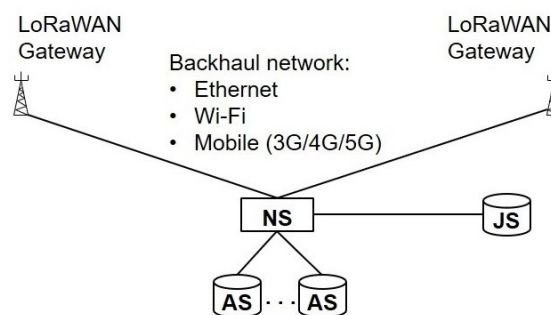 LoRaWAN
Gateway
LoRaWAN
Gateway
Backhaul network:
• Ethernet
• Wi-Fi
• Mobile (3G/4G/5G)
NS
JS
AS . . . AS